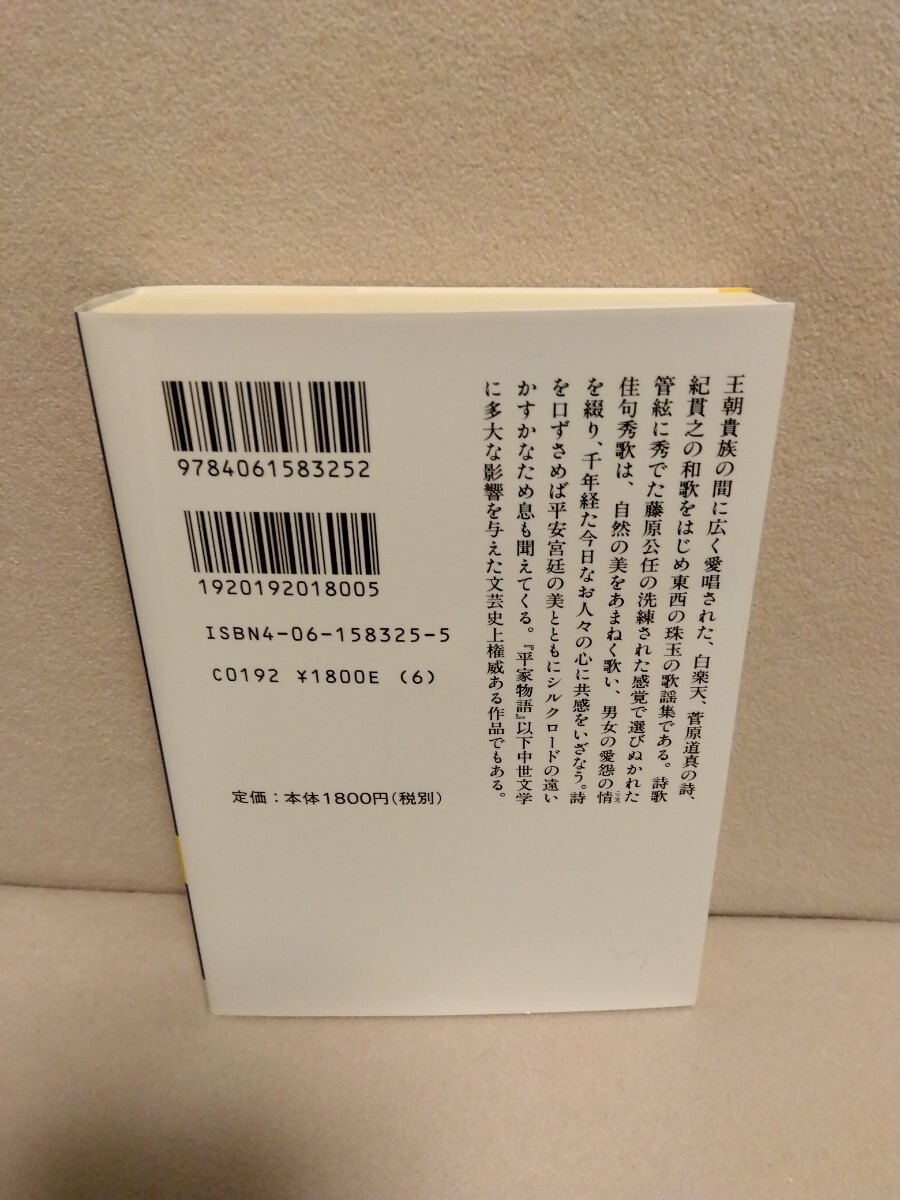 王朝貴族の間に広く愛唱された、白楽天、菅原道真の詩、
紀貫之の和歌をはじめ東西の珠玉の歌謡集である。詩歌
管絃に秀でた藤原公任の洗練された感覚で選びぬかれた
佳句秀歌は、自然の美をあまねく歌い、男女の愛怨の情
こころ
を綴り、千年経た今日なお人々の心に共感をいざなう。詩
を口ずさめば平安宮廷の美とともにシルクロードの遠い
かすかなため息も聞えてくる。『平家物語』以下中世文学
に多大な影響を与えた文芸史上権威ある作品でもある。
9784061583252
1920192018005
ISBN4-06-158325-5
C0192 ¥1800E (6)
定価：本体1800円(税別)